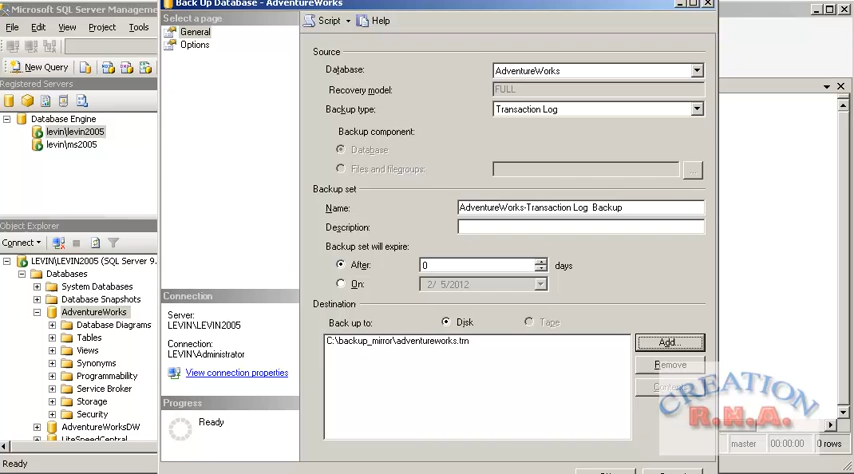 Microsoft SQL Server Manageme
File Edit View Project Tools
New Query
Registered Servers
Database Engine
levin\levin2005
levin\ms2005
Object Explorer
Connect
LEVIN\LEVIN2005 (SQL Server 9.
Databases
System Databases
Database Snapshots
AdventureWorks
Database Diagrams
Tables
Views
Synonyms
Programmability
Service Broker
Storage
Security
AdventureWorksDW
LiteSpeedCentral
Ready
Back Up Database - AdventureWorks
Select a page
General
Options
Script Help
Source
Database: AdventureWorks
Recovery model: FULL
Backup type: Transaction Log
Backup component:
Database
Files and filegroups: ...
Backup set
Name: AdventureWorks-Transaction Log Backup
Description:
Backup set will expire:
After: 0 days
On: 2/ 5/2012
Destination
Back up to: Disk Tape
C:\backup_mirror\adventureworks.trn
Add...
Remove
Connection
Server:
LEVIN\LEVIN2005
Connection:
LEVIN\Administrator
View connection properties
Progress
Ready
CREATION
R.H.A.
master 00:00:00 0 rows